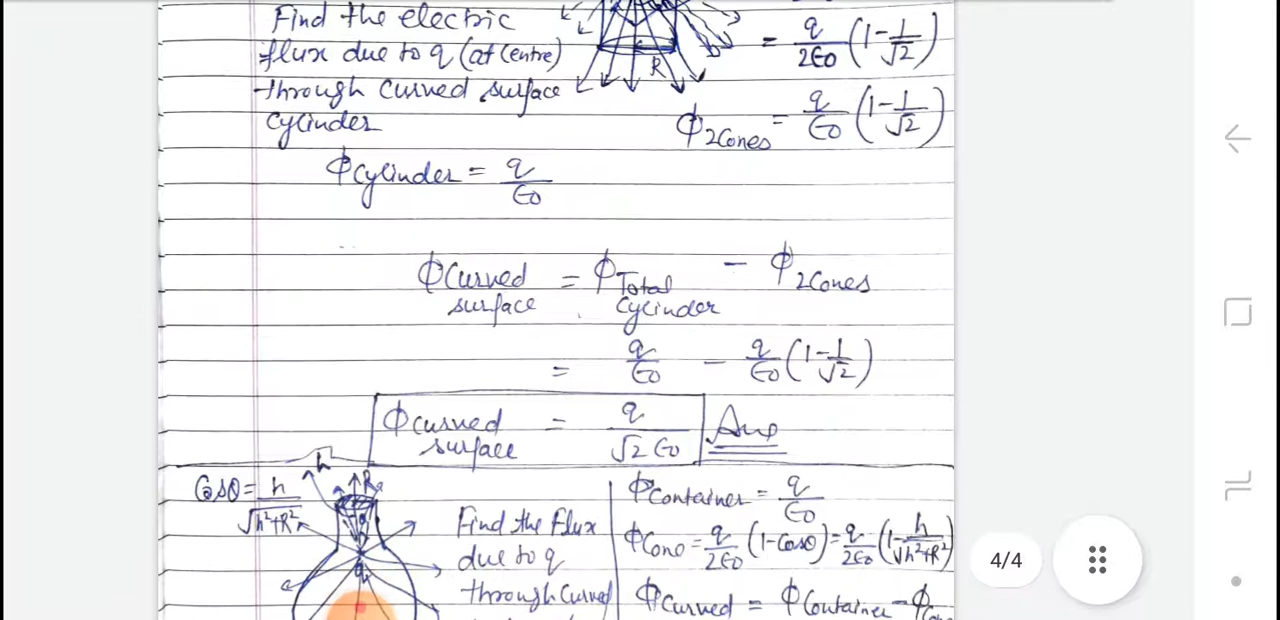 Find the electric
flux due to q (at centre)
through curved surface
cylinder
R
= q/2ε0 (1-1/√2)
ϕ2Cones = q/ε0 (1-1/√2)
ϕcylinder = q/ε0
ϕcurved surface = ϕTotal cylinder - ϕ2Cones
= q/ε0 - q/ε0 (1-1/√2)
ϕcurved surface = q/√2 ε0 Ans
Cosθ = h/√h²+R²
h
R
q
Find the flux
due to q
through curved
ϕcontainer = q/ε0
ϕCone = q/2ε0 (1-Cosθ) = q/2ε0 (1-h/√h²+R²)
ϕcurved = ϕcontainer - ϕ
4/4